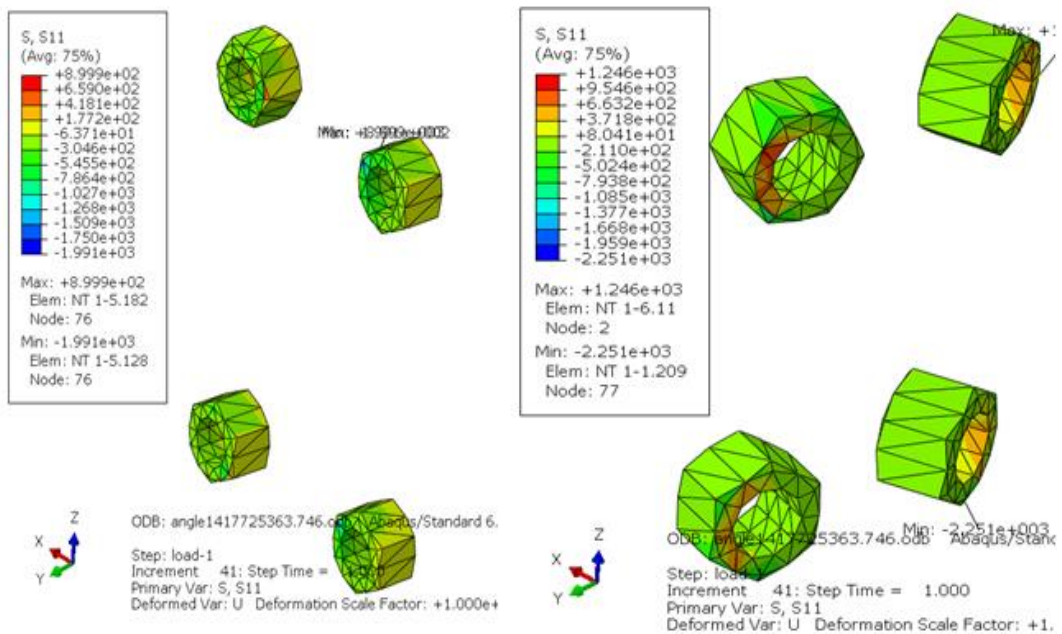 S, S11
(Avg: 75%)
+8.999e+02
+6.590e+02
+4.181e+02
+1.772e+02
-6.371e+01
-3.046e+02
-5.455e+02
-7.864e+02
-1.027e+03
-1.268e+03
-1.509e+03
-1.750e+03
-1.991e+03
Max: +8.999e+02
Elem: NT 1-5.182
Node: 76
Min: -1.991e+03
Elem: NT 1-5.128
Node: 76
Z
X
Y
ODB: angle1417725363.746.odb Abaqus/Standard 6.
Step: load-1
Increment 41: Step Time =
Primary Var: S, S11
Deformed Var: U Deformation Scale Factor: +1.000e+
S, S11
(Avg: 75%)
+1.246e+03
+9.546e+02
+6.632e+02
+3.718e+02
+8.041e+01
-2.110e+02
-5.024e+02
-7.938e+02
-1.085e+03
-1.377e+03
-1.668e+03
-1.959e+03
-2.251e+03
Max: +1.246e+03
Elem: NT 1-6.11
Node: 2
Min: -2.251e+03
Elem: NT 1-1.209
Node: 77
Max: +1
Min: -2.251e+003
Z
X
Y
ODB: angle1417725363.746.odb Abaqus/Stand
Step: load
Increment 41: Step Time = 1.000
Primary Var: S, S11
Deformed Var: U Deformation Scale Factor: +1.